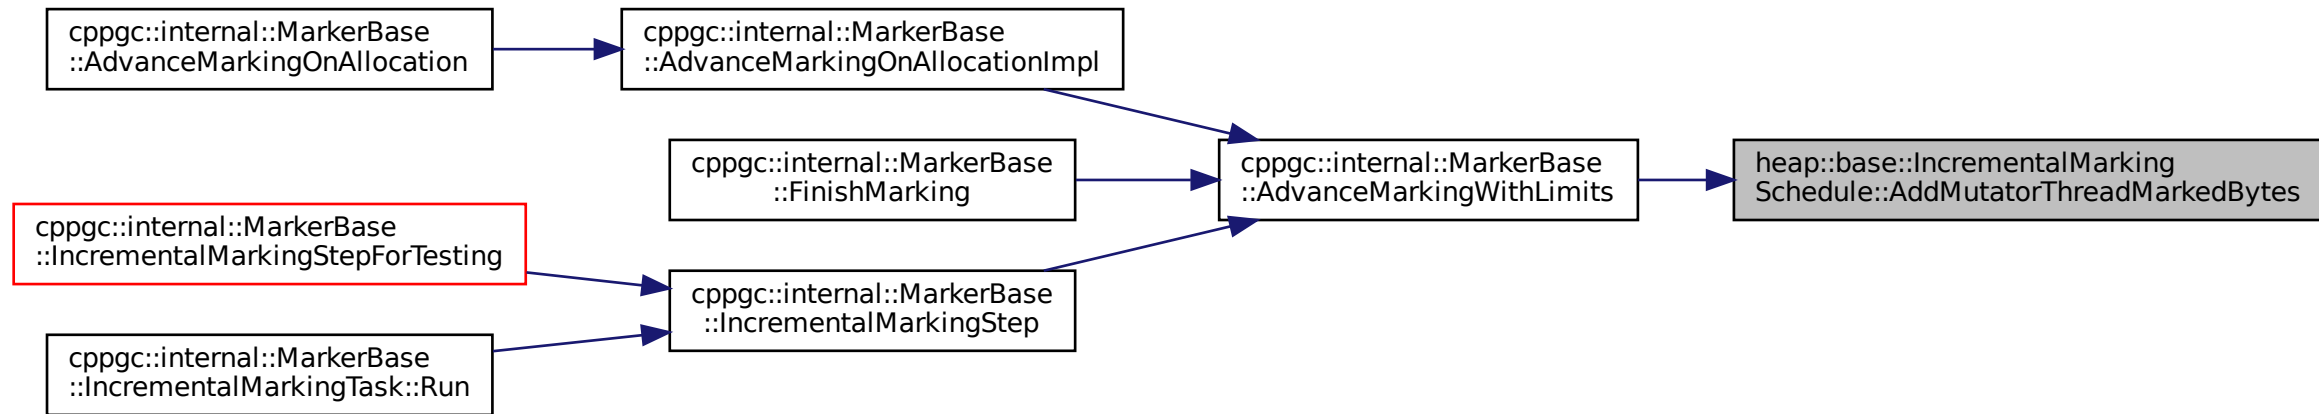 cppgc::internal::MarkerBase
::AdvanceMarkingOnAllocation
cppgc::internal::MarkerBase
::AdvanceMarkingOnAllocationImpl
cppgc::internal::MarkerBase
::FinishMarking
cppgc::internal::MarkerBase
::AdvanceMarkingWithLimits
heap::base::IncrementalMarking
Schedule::AddMutatorThreadMarkedBytes
cppgc::internal::MarkerBase
::IncrementalMarkingStepForTesting
cppgc::internal::MarkerBase
::IncrementalMarkingStep
cppgc::internal::MarkerBase
::IncrementalMarkingTask::Run